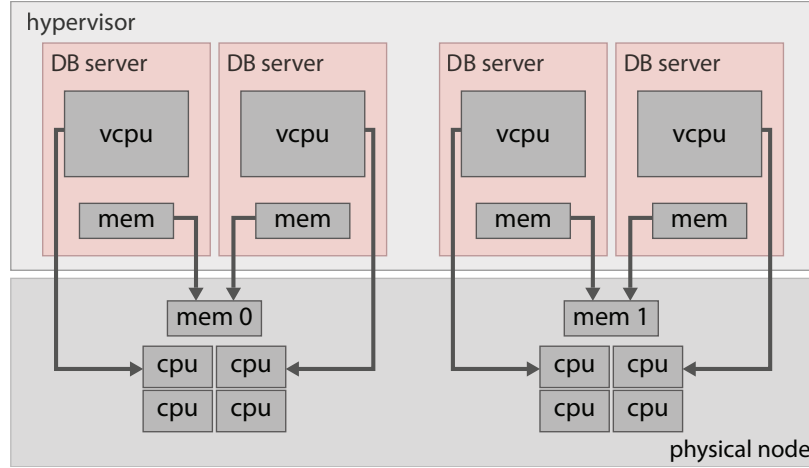 hypervisor
DB server DB server DB server DB server
vcpu vcpu vcpu vcpu
mem mem mem mem
mem 0 mem 1
cpu cpu cpu cpu
cpu cpu cpu cpu
physical node